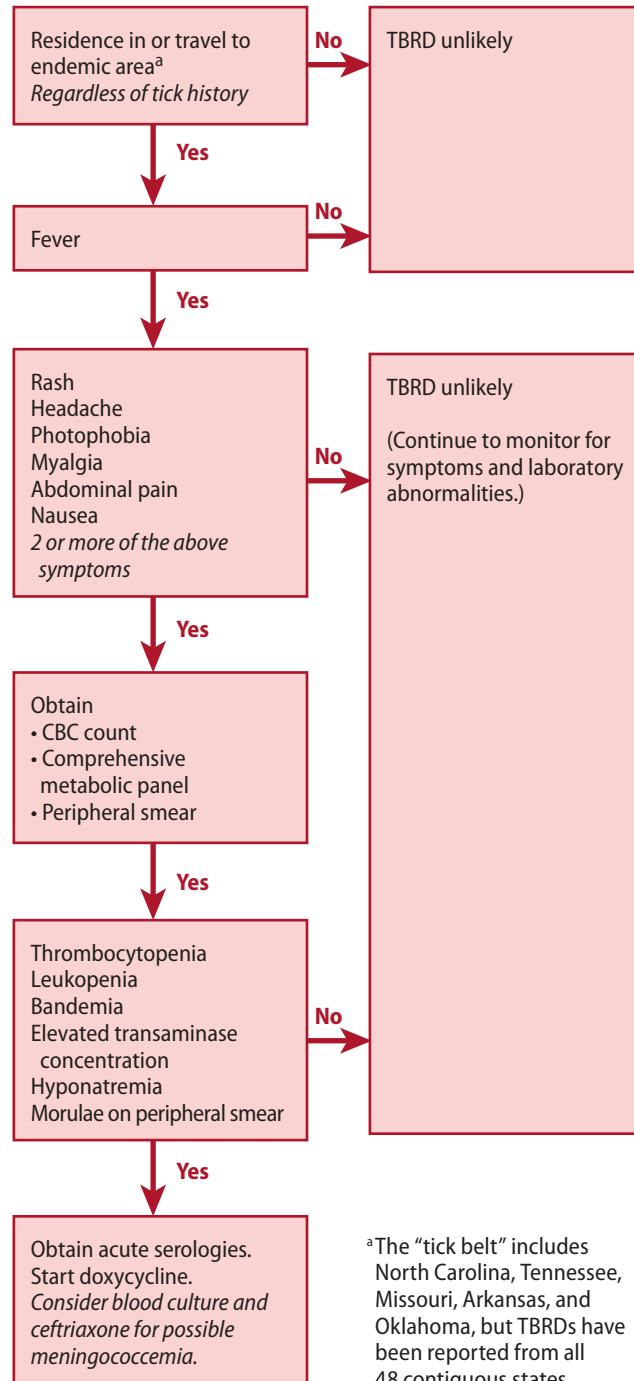 Residence in or travel to
endemic areaᵃ
Regardless of tick history
No
TBRD unlikely
Yes
Fever
No
Yes
Rash
Headache
Photophobia
Myalgia
Abdominal pain
Nausea
2 or more of the above
symptoms
No
TBRD unlikely
(Continue to monitor for
symptoms and laboratory
abnormalities.)
Yes
Obtain
• CBC count
• Comprehensive
metabolic panel
• Peripheral smear
Yes
Thrombocytopenia
Leukopenia
Bandemia
Elevated transaminase
concentration
Hyponatremia
Morulae on peripheral smear
No
Yes
Obtain acute serologies.
Start doxycycline.
Consider blood culture and
ceftriaxone for possible
meningococcemia.
ᵃThe “tick belt” includes
North Carolina, Tennessee,
Missouri, Arkansas, and
Oklahoma, but TBRDs have
been reported from all
48 contiguous states